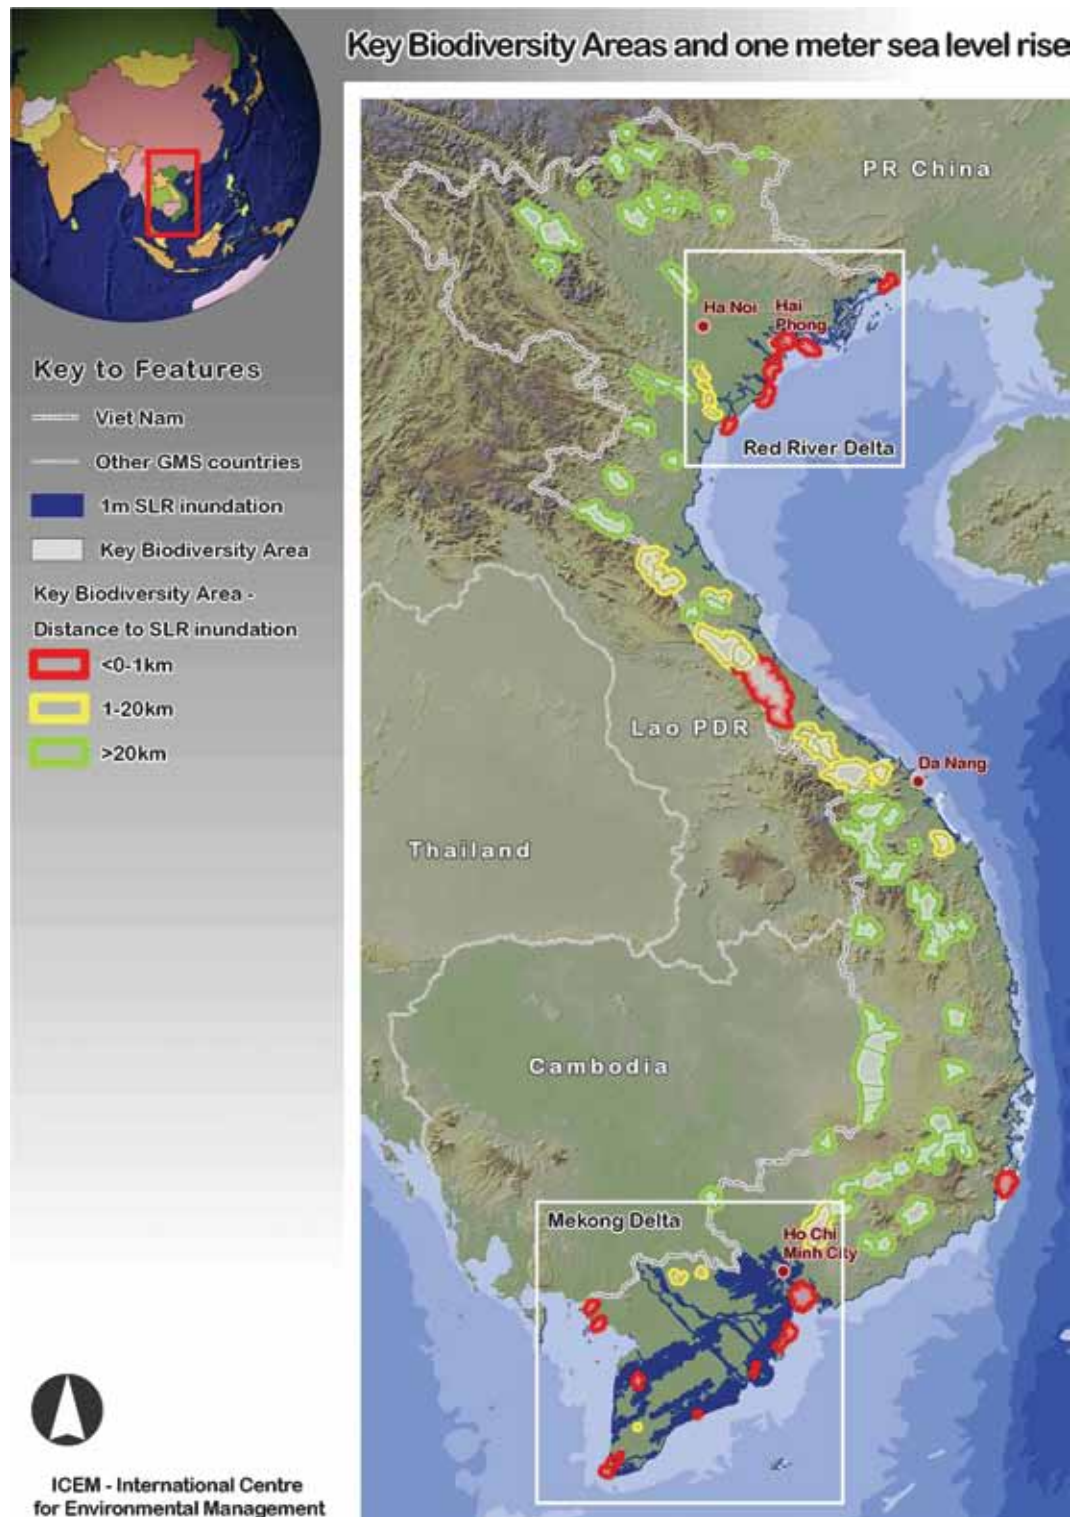 Key Biodiversity Areas and one meter sea level rise
PR China
Ha Noi
Hai
Phong
Red River Delta
Key to Features
Viet Nam
Other GMS countries
1m SLR inundation
Key Biodiversity Area
Key Biodiversity Area -
Distance to SLR inundation
<0-1km
1-20km
>20km
Lao PDR
Da Nang
Thailand
Cambodia
Mekong Delta
Ho Chi
Minh City
ICEM - International Centre
for Environmental Management